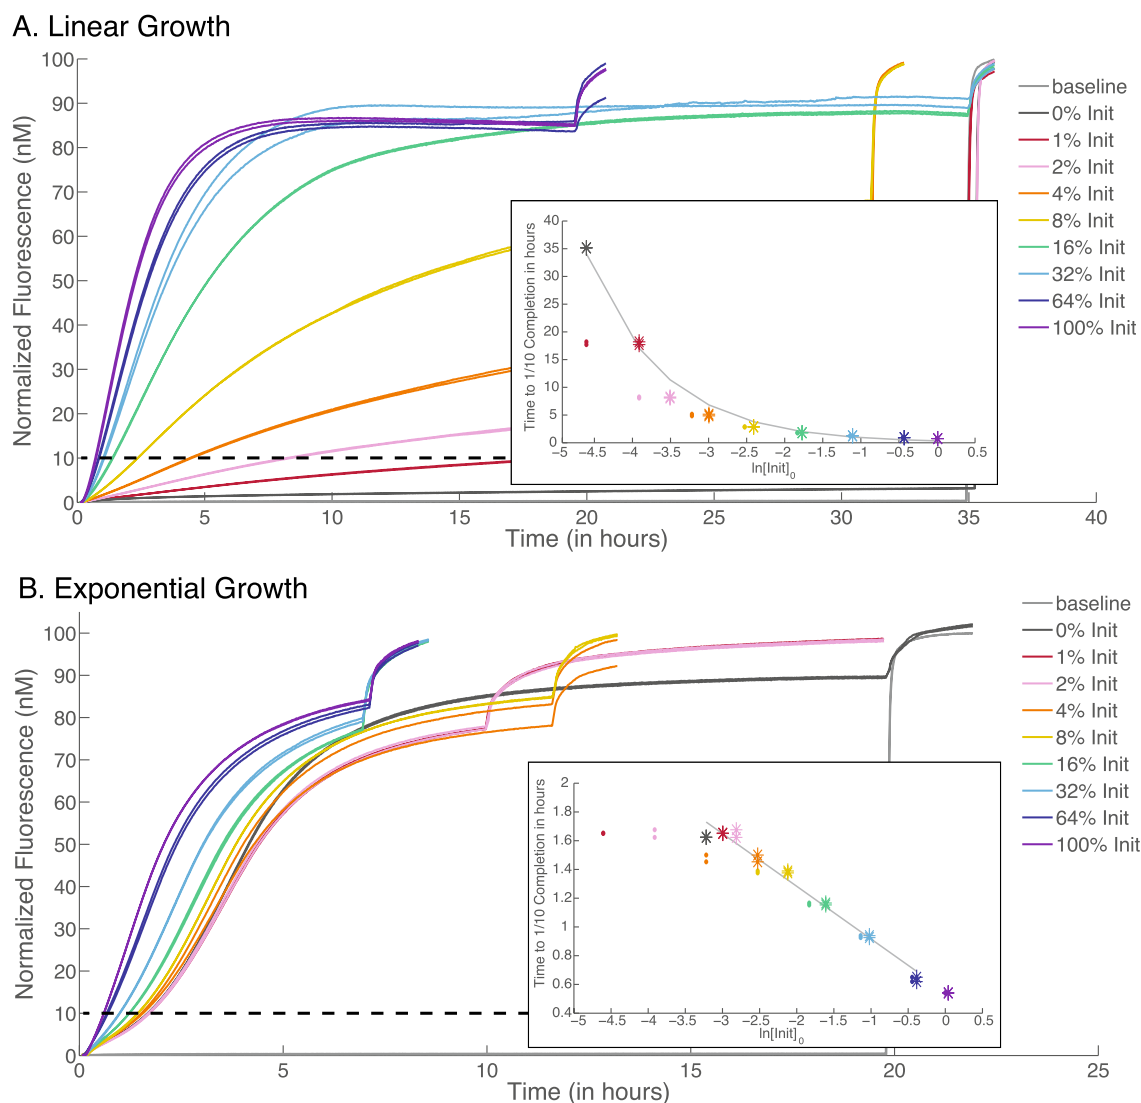 A. Linear Growth
Normalized Fluorescence (nM)
100
90
80
70
60
50
40
30
20
10
0
0 5 10 15 20 25 30 35 40
Time (in hours)
baseline
0% Init
1% Init
2% Init
4% Init
8% Init
16% Init
32% Init
64% Init
100% Init
Time to 1/10 Completion in hours
40
35
30
25
20
15
10
5
0
−5 −4.5 −4 −3.5 −3 −2.5 −2 −1.5 −1 −0.5 0 0.5
ln[Init]0
B. Exponential Growth
Normalized Fluorescence (nM)
100
90
80
70
60
50
40
30
20
10
0
0 5 10 15 20 25
Time (in hours)
baseline
0% Init
1% Init
2% Init
4% Init
8% Init
16% Init
32% Init
64% Init
100% Init
Time to 1/10 Completion in hours
2
1.8
1.6
1.4
1.2
1
0.8
0.6
0.4
−5 −4.5 −4 −3.5 −3 −2.5 −2 −1.5 −1 −0.5 0 0.5
ln[Init]0